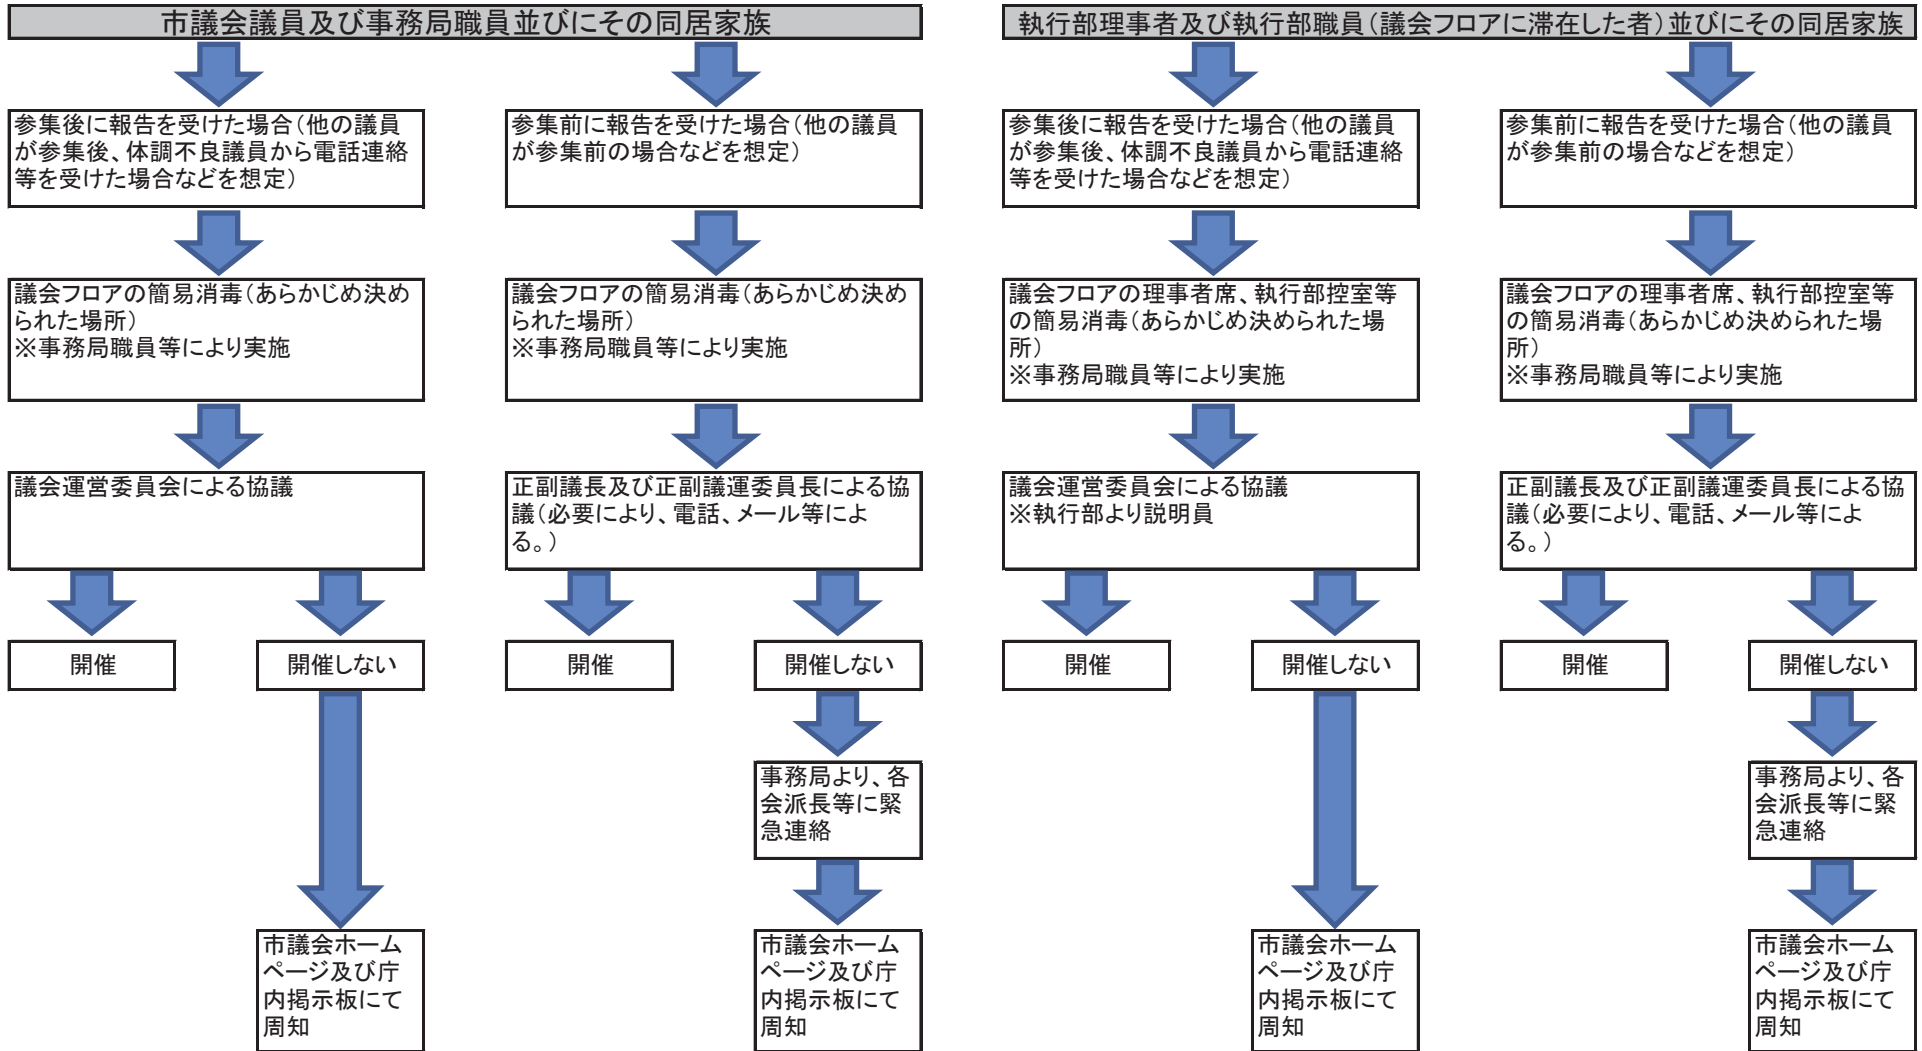 市議会議員及び事務局職員並びにその同居家族
参集後に報告を受けた場合（他の議員
が参集後、体調不良議員から電話連絡
等を受けた場合などを想定）
議会フロアの簡易消毒（あらかじめ決め
られた場所）
※事務局職員等により実施
議会運営委員会による協議
開催
開催しない
市議会ホーム
ページ及び庁
内掲示板にて
周知
参集前に報告を受けた場合（他の議員
が参集前の場合などを想定）
議会フロアの簡易消毒（あらかじめ決め
られた場所）
※事務局職員等により実施
正副議長及び正副議運委員長による協
議（必要により、電話、メール等によ
る。）
開催
開催しない
事務局より、各
会派長等に緊
急連絡
市議会ホーム
ページ及び庁
内掲示板にて
周知
執行部理事者及び執行部職員（議会フロアに滞在した者）並びにその同居家族
参集後に報告を受けた場合（他の議員
が参集後、体調不良議員から電話連絡
等を受けた場合などを想定）
議会フロアの理事者席、執行部控室等
の簡易消毒（あらかじめ決められた場
所）
※事務局職員等により実施
議会運営委員会による協議
※執行部より説明員
開催
開催しない
市議会ホーム
ページ及び庁
内掲示板にて
周知
参集前に報告を受けた場合（他の議員
が参集前の場合などを想定）
議会フロアの理事者席、執行部控室等
の簡易消毒（あらかじめ決められた場
所）
※事務局職員等により実施
正副議長及び正副議運委員長による協
議（必要により、電話、メール等によ
る。）
開催
開催しない
事務局より、各
会派長等に緊
急連絡
市議会ホーム
ページ及び庁
内掲示板にて
周知